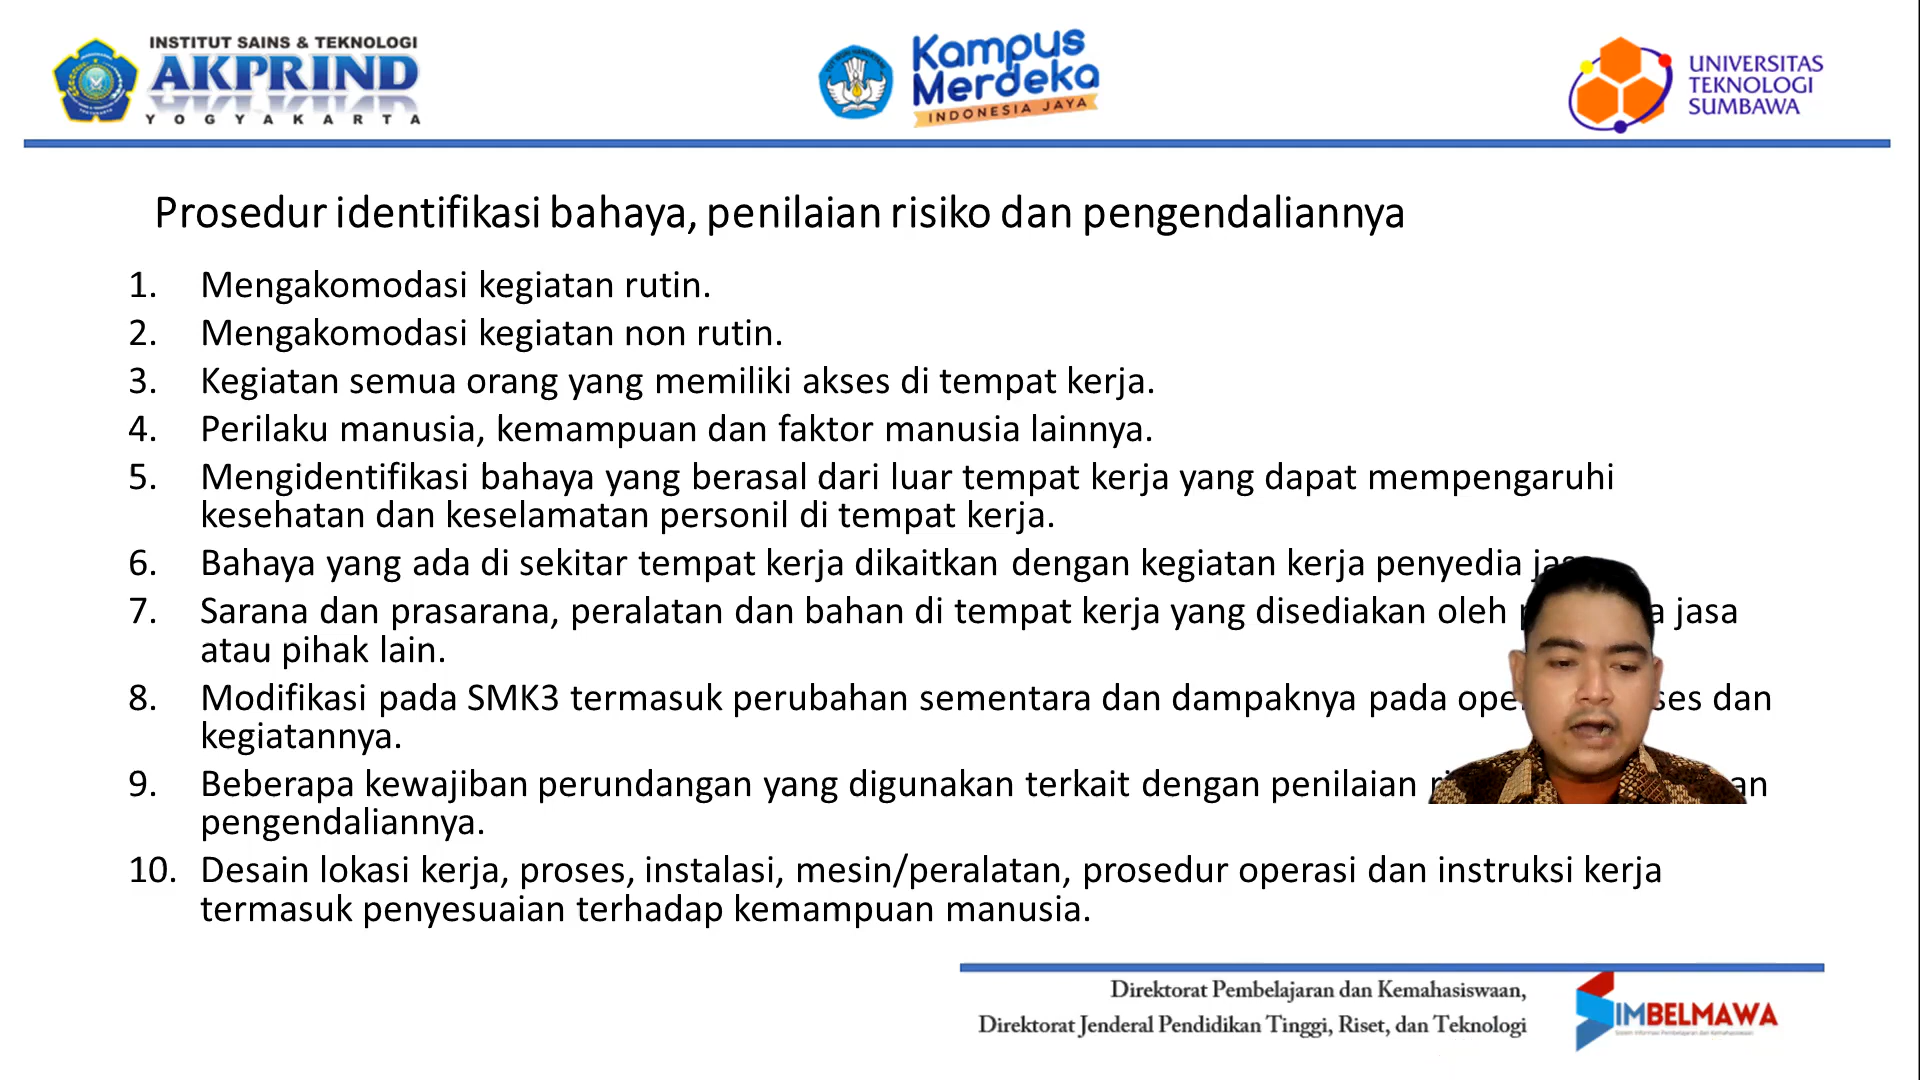 INSTITUT SAINS & TEKNOLOGI
AKPRIND
YOGYAKARTA
Kampus
Merdeka
INDONESIA JAYA
UNIVERSITAS
TEKNOLOGI
SUMBAWA
Prosedur identifikasi bahaya, penilaian risiko dan pengendaliannya
1. Mengakomodasi kegiatan rutin.
2. Mengakomodasi kegiatan non rutin.
3. Kegiatan semua orang yang memiliki akses di tempat kerja.
4. Perilaku manusia, kemampuan dan faktor manusia lainnya.
5. Mengidentifikasi bahaya yang berasal dari luar tempat kerja yang dapat mempengaruhi
kesehatan dan keselamatan personil di tempat kerja.
6. Bahaya yang ada di sekitar tempat kerja dikaitkan dengan kegiatan kerja penyedia
7. Sarana dan prasarana, peralatan dan bahan di tempat kerja yang disediakan oleh jasa
atau pihak lain.
8. Modifikasi pada SMK3 termasuk perubahan sementara dan dampaknya pada dan
kegiatannya.
9. Beberapa kewajiban perundangan yang digunakan terkait dengan penilaian
pengendaliannya.
10. Desain lokasi kerja, proses, instalasi, mesin/peralatan, prosedur operasi dan instruksi kerja
termasuk penyesuaian terhadap kemampuan manusia.
Direktorat Pembelajaran dan Kemahasiswaan,
Direktorat Jenderal Pendidikan Tinggi, Riset, dan Teknologi
SIMBELMAWA